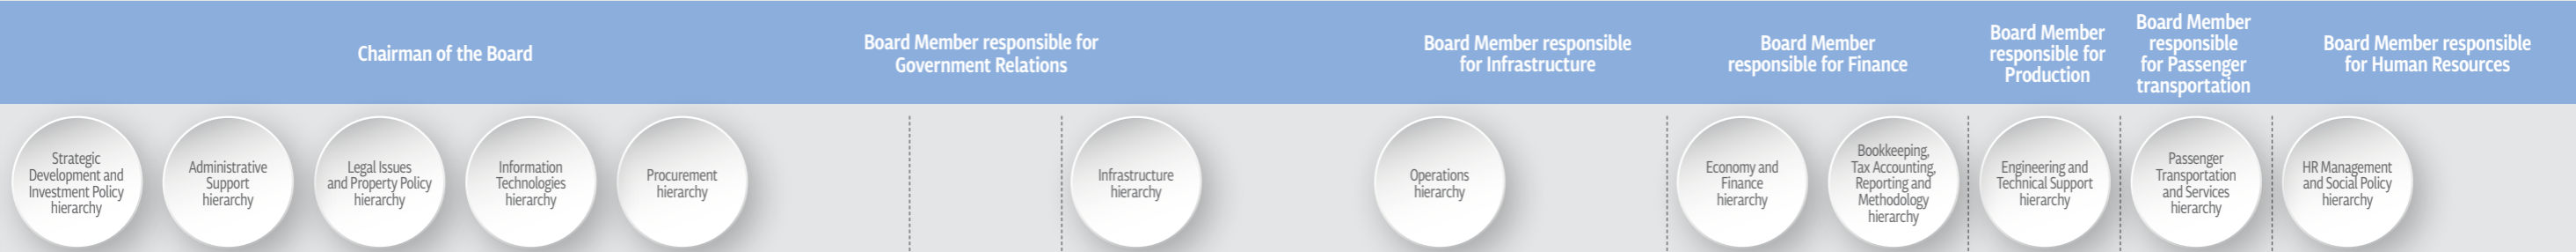 Chairman of the Board
Board Member responsible for
Government Relations
Board Member responsible
for Infrastructure
Board Member
responsible for Finance
Board Member
responsible for
Production
Board Member
responsible
for Passenger
transportation
Board Member responsible
for Human Resources
Strategic
Development and
Investment Policy
hierarchy
Administrative
Support
hierarchy
Legal Issues
and Property Policy
hierarchy
Information
Technologies
hierarchy
Procurement
hierarchy
Infrastructure
hierarchy
Operations
hierarchy
Economy and
Finance
hierarchy
Bookkeeping,
Tax Accounting,
Reporting and
Methodology
hierarchy
Engineering and
Technical Support
hierarchy
Passenger
Transportation
and Services
hierarchy
HR Management
and Social Policy
hierarchy